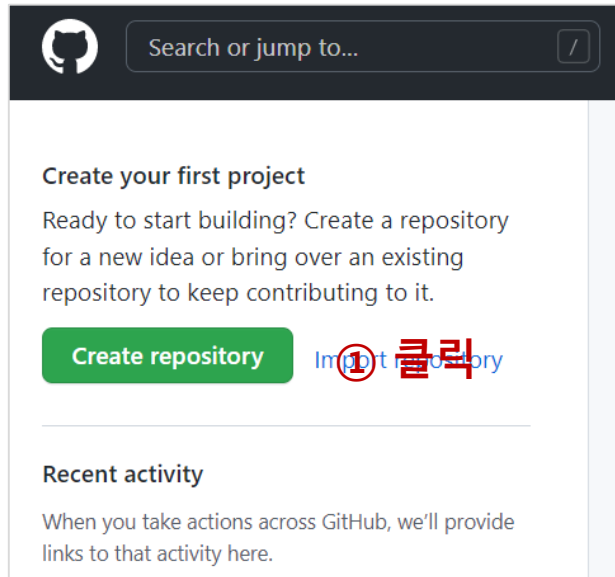 Search or jump to...
/
Create your first project
Ready to start building? Create a repository
for a new idea or bring over an existing
repository to keep contributing to it.
Create repository
Import repository
① 클릭
Recent activity
When you take actions across GitHub, we'll provide
links to that activity here.